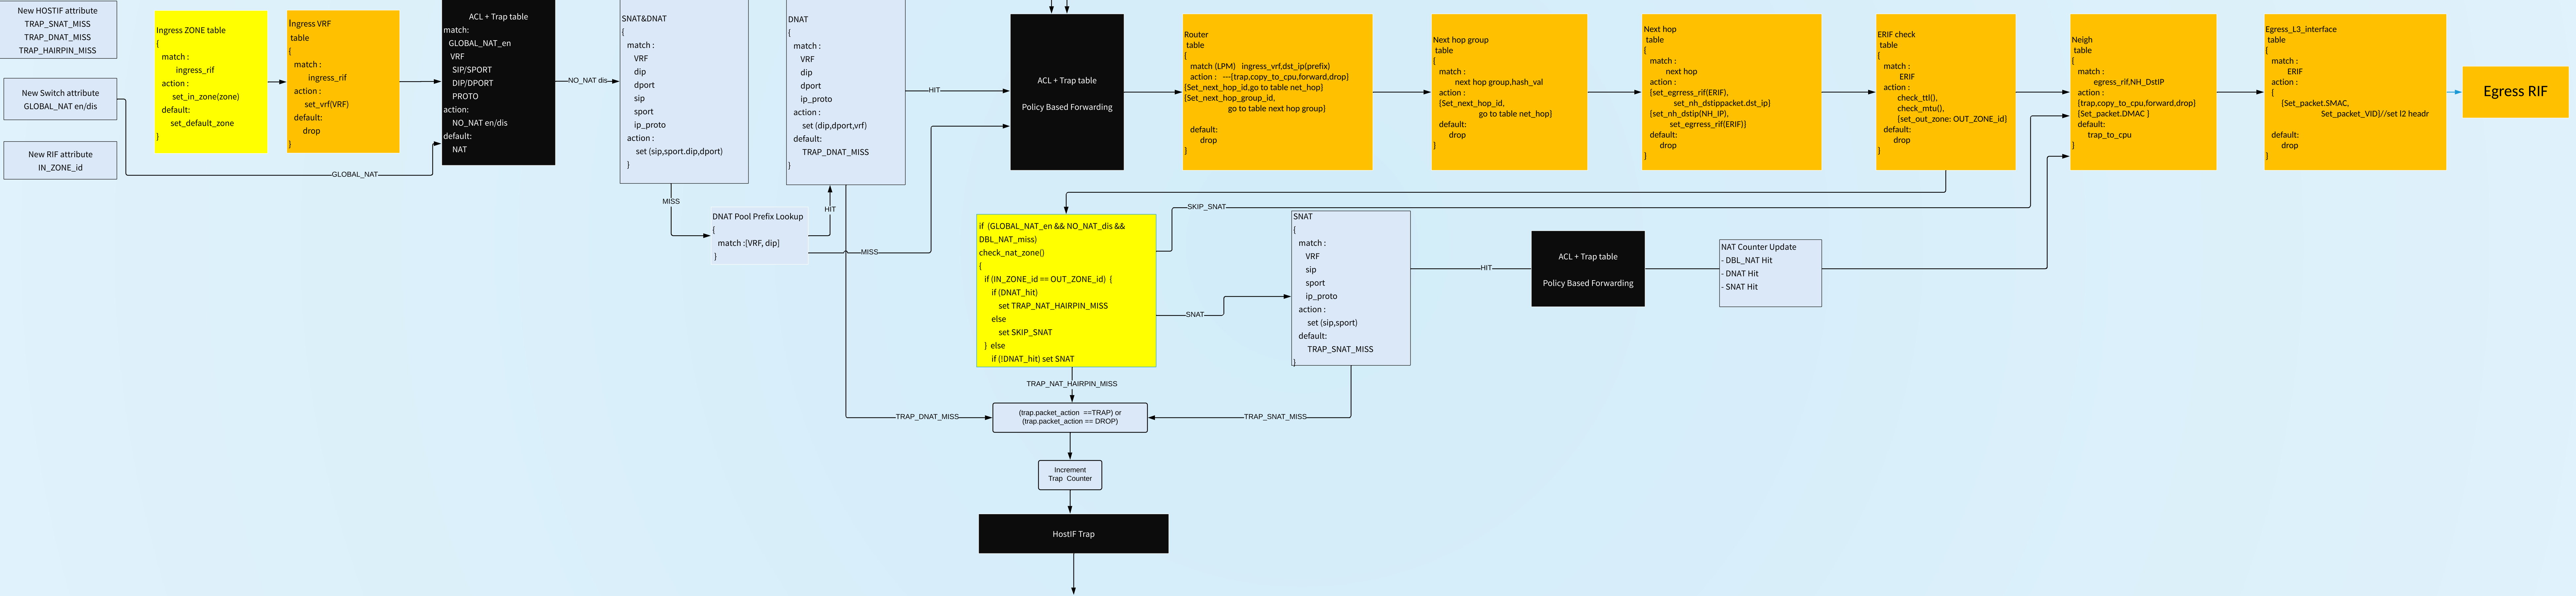 New HOSTIF attribute
TRAP_SNAT_MISS
TRAP_DNAT_MISS
TRAP_HAIRPIN_MISS
New Switch attribute
GLOBAL_NAT en/dis
New RIF attribute
IN_ZONE_id
GLOBAL_NAT
Ingress ZONE table
{
match :
ingress_rif
action :
set_in_zone(zone)
default:
set_default_zone
}
Ingress VRF
table
{
match :
ingress_rif
action :
set_vrf(VRF)
default:
drop
}
ACL + Trap table
match:
GLOBAL_NAT_en
VRF
SIP/SPORT
DIP/DPORT
PROTO
action:
NO_NAT en/dis
default:
NAT
NO_NAT dis
SNAT&DNAT
{
match :
VRF
dip
dport
sip
sport
ip_proto
action :
set (sip,sport.dip,dport)
}
MISS
DNAT Pool Prefix Lookup
{
match :[VRF, dip]
}
HIT
MISS
DNAT
{
match :
VRF
dip
dport
ip_proto
action :
set (dip,dport,vrf)
default:
TRAP_DNAT_MISS
}
HIT
ACL + Trap table
Policy Based Forwarding
Router
table
{
match (LPM) ingress_vrf,dst_ip(prefix)
action : ---{trap,copy_to_cpu,forward,drop}
{Set_next_hop_id,go to table net_hop}
{Set_next_hop_group_id,
go to table next hop group}
default:
drop
}
Next hop group
table
{
match :
next hop group,hash_val
action :
{Set_next_hop_id,
go to table net_hop}
default:
drop
}
Next hop
table
{
match :
next hop
action :
{set_egrress_rif(ERIF),
set_nh_dstippacket.dst_ip}
{set_nh_dstip(NH_IP),
set_egrress_rif(ERIF)}
default:
drop
}
ERIF check
table
{
match :
ERIF
action :
check_ttl(),
check_mtu(),
{set_out_zone: OUT_ZONE_id}
default:
drop
}
Neigh
table
{
match :
egress_rif,NH_DstIP
action :
{trap,copy_to_cpu,forward,drop}
{Set_packet.DMAC }
default:
trap_to_cpu
}
Egress_L3_interface
table
{
match :
ERIF
action :
{
{Set_packet.SMAC,
Set_packet_VID}//set l2 headr
default:
drop
}
Egress RIF
if (GLOBAL_NAT_en && NO_NAT_dis &&
DBL_NAT_miss)
check_nat_zone()
{
if (IN_ZONE_id == OUT_ZONE_id) {
if (DNAT_hit)
set TRAP_NAT_HAIRPIN_MISS
else
set SKIP_SNAT
} else
if (!DNAT_hit) set SNAT
SKIP_SNAT
SNAT
SNAT
{
match :
VRF
sip
sport
ip_proto
action :
set (sip,sport)
default:
TRAP_SNAT_MISS
}
HIT
ACL + Trap table
Policy Based Forwarding
NAT Counter Update
- DBL_NAT Hit
- DNAT Hit
- SNAT Hit
TRAP_NAT_HAIRPIN_MISS
TRAP_DNAT_MISS
(trap.packet_action ==TRAP) or
(trap.packet_action == DROP)
TRAP_SNAT_MISS
Increment
Trap Counter
HostIF Trap